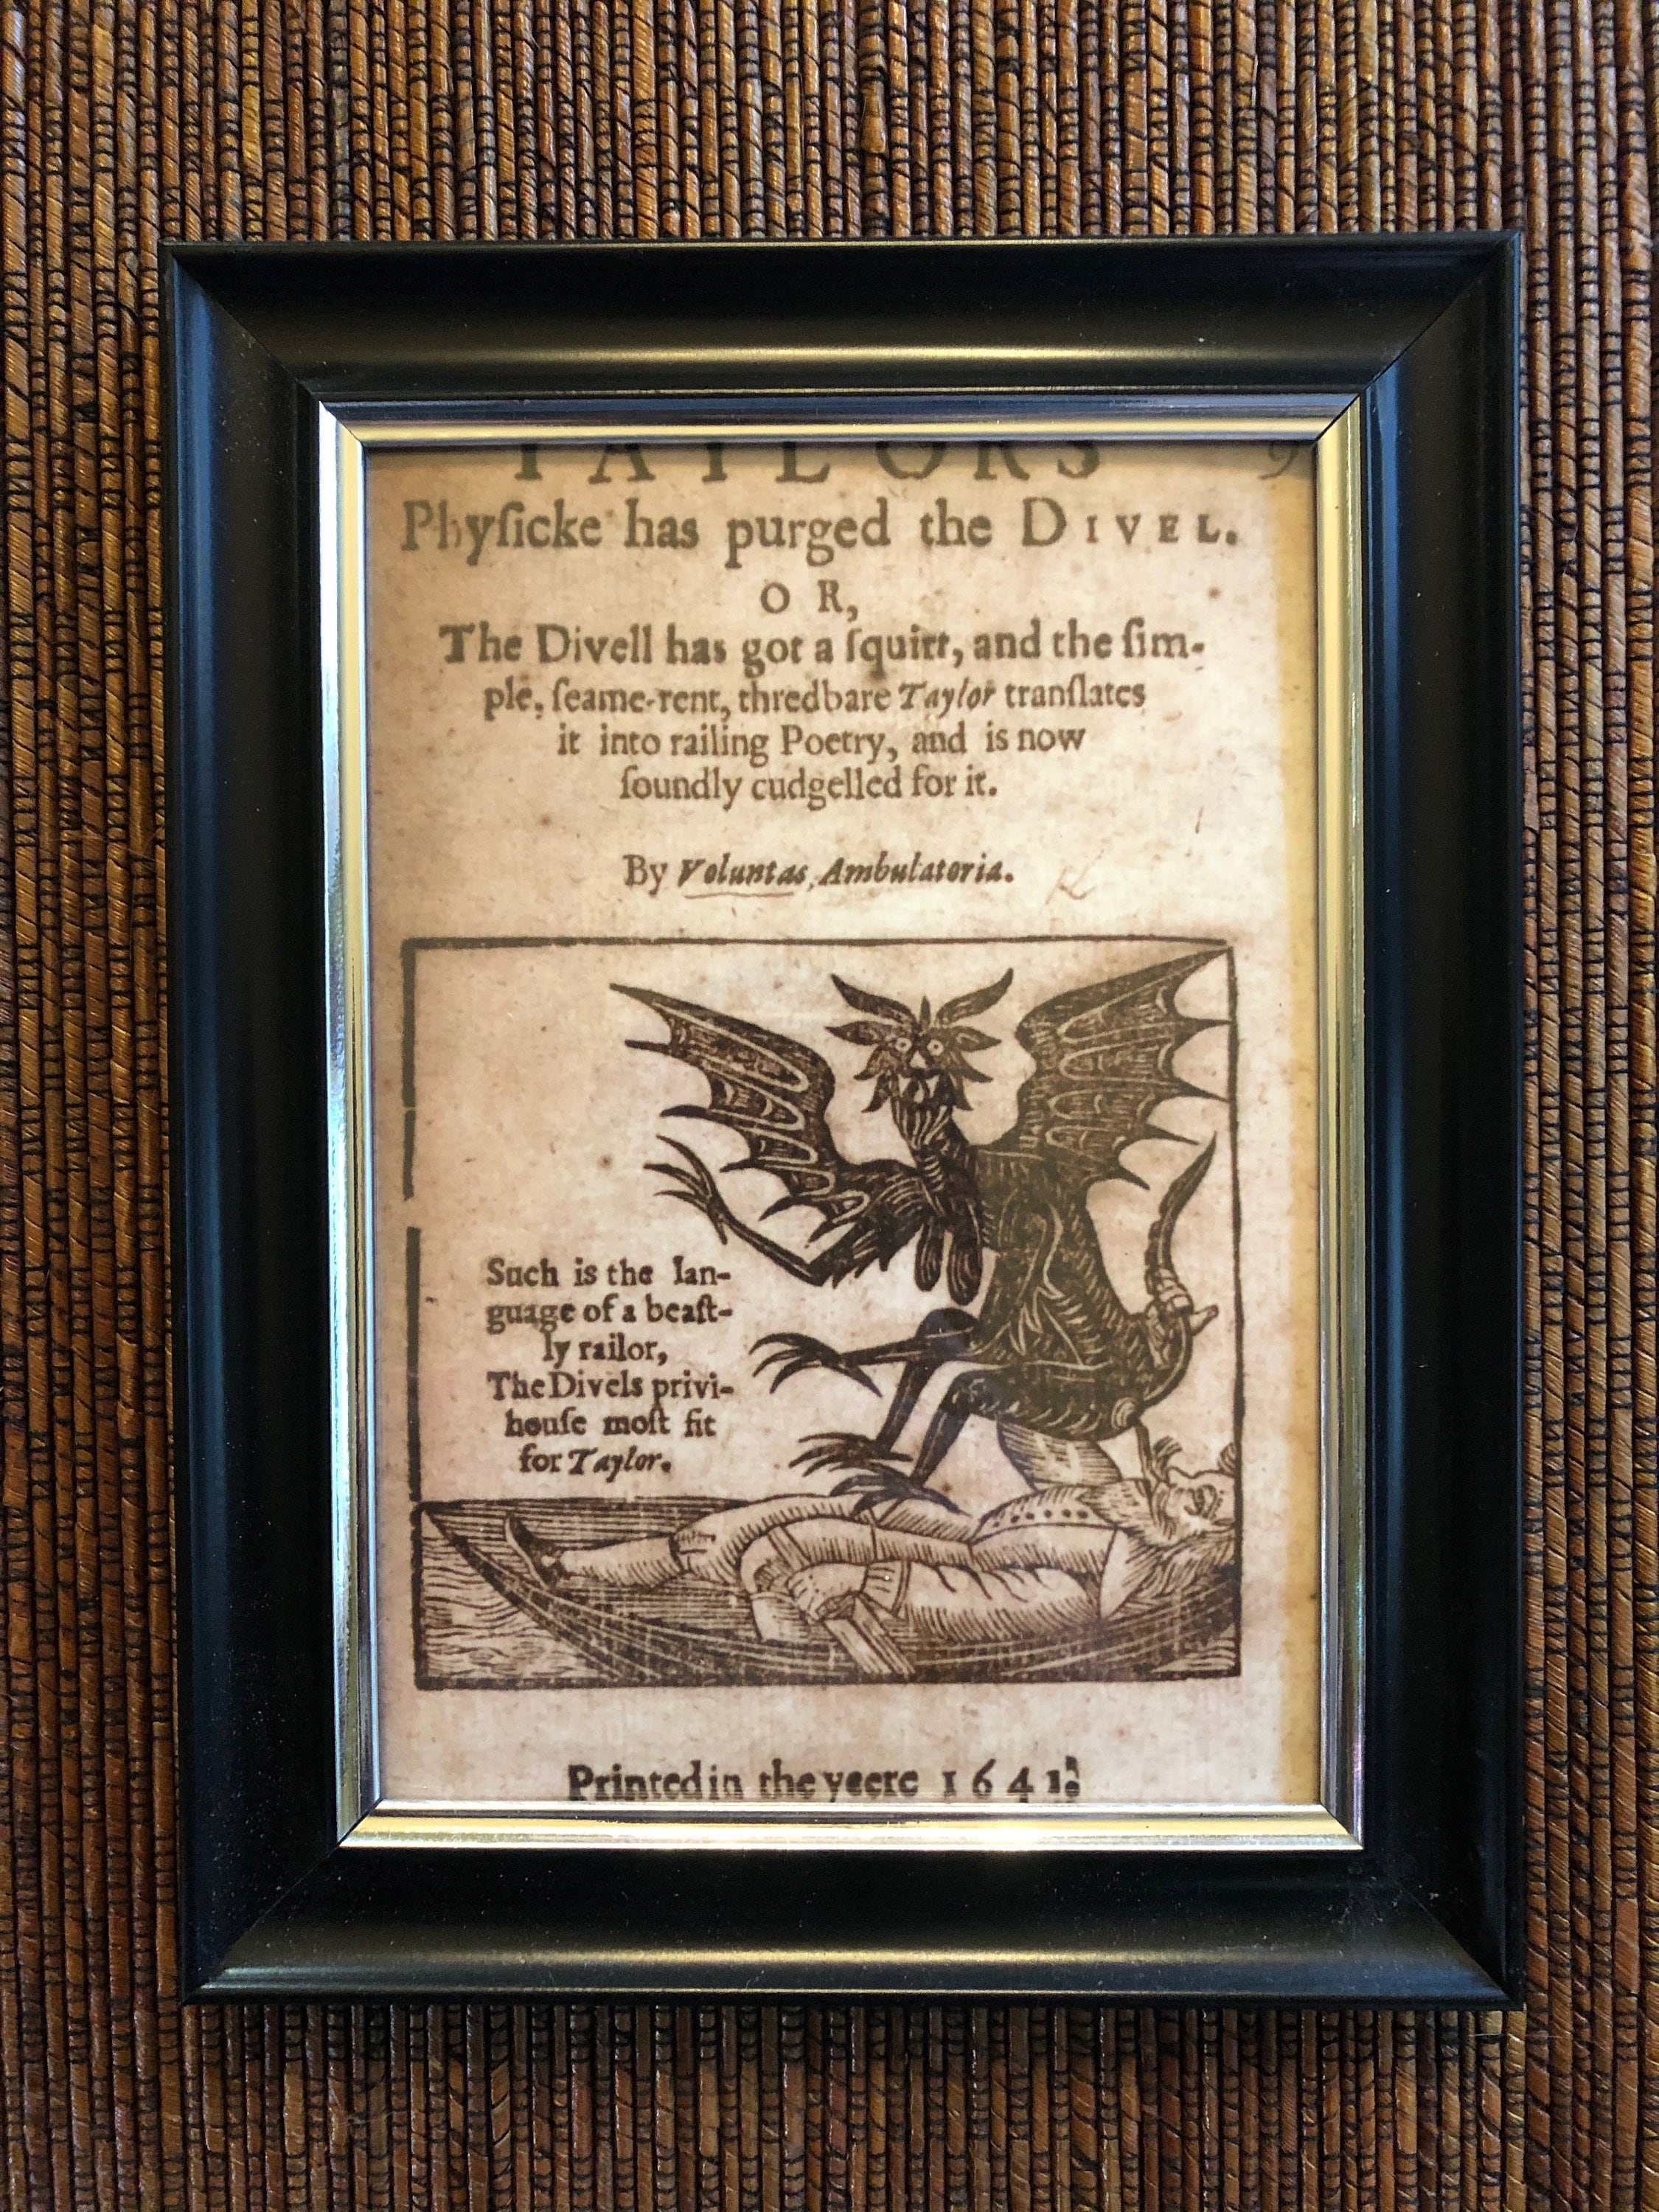 TAYLORS 9
Phyſicke has purged the DIVEL.
OR,
The Divell has got a ſquirt, and the ſim-
ple, ſeame-rent, thredbare Taylor tranſlates
it into railing Poetry, and is now
ſoundly cudgelled for it.
By Voluntas Ambulatoria.
Such is the lan-
guage of a beaſt-
ly railor,
The Divels privi-
houſe moſt fit
for Taylor.
Printed in the yeere 1641.